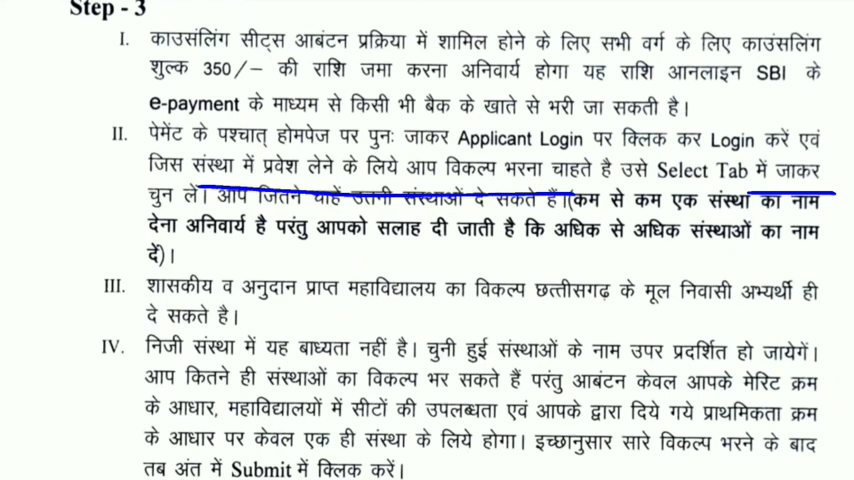 Step - 3
I. काउसंलिंग सीट्स आबंटन प्रक्रिया में शामिल होने के लिए सभी वर्ग के लिए काउंसलिंग
शुल्क 350/– की राशि जमा करना अनिवार्य होगा यह राशि आनलाइन SBI के
e-payment के माध्यम से किसी भी बैक के खाते से भरी जा सकती है।
II. पेमेंट के पश्चात् होमपेज पर पुनः जाकर Applicant Login पर क्लिक कर Login करें एवं
जिस संस्था में प्रवेश लेने के लिये आप विकल्प भरना चाहते है उसे Select Tab में जाकर
चुन लें। आप जितने चाहें उतनी संस्थाओं दे सकते हैं। (कम से कम एक संस्था का नाम
देना अनिवार्य है परंतु आपको सलाह दी जाती है कि अधिक से अधिक संस्थाओं का नाम
दें)।
III. शासकीय व अनुदान प्राप्त महाविद्यालय का विकल्प छत्तीसगढ़ के मूल निवासी अभ्यर्थी ही
दे सकते है।
IV. निजी संस्था में यह बाध्यता नहीं है। चुनी हुई संस्थाओं के नाम उपर प्रदर्शित हो जायेगें।
आप कितने ही संस्थाओं का विकल्प भर सकते हैं परंतु आबंटन केवल आपके मेरिट क्रम
के आधार, महाविद्यालयों में सीटों की उपलब्धता एवं आपके द्वारा दिये गये प्राथमिकता क्रम
के आधार पर केवल एक ही संस्था के लिये होगा। इच्छानुसार सारे विकल्प भरने के बाद
तब अंत में Submit में क्लिक करें।